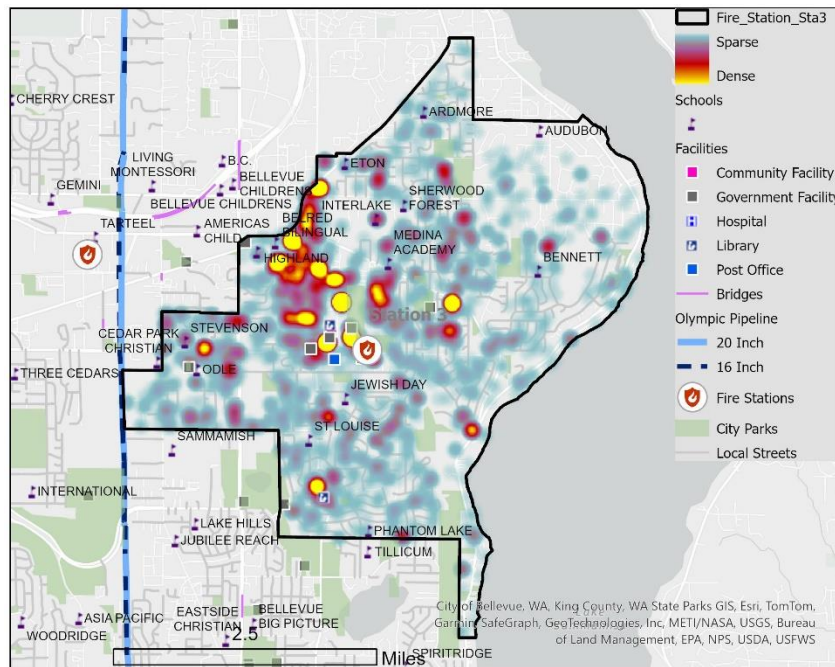 Fire_Station_Sta3
Sparse
Dense
Schools
Facilities
Community Facility
Government Facility
Hospital
Library
Post Office
Bridges
Olympic Pipeline
20 Inch
16 Inch
Fire Stations
City Parks
Local Streets
CHERRY CREST
ARDMORE
AUDUBON
LIVING
MONTESSORI
B.C.
ETON
GEMINI
BELLEVUE
CHILDRENS
BELLEVUE CHILDRENS
INTERLAKE
SHERWOOD
FOREST
TARTEEL
AMERICAS
CHILD
BELRED
BILINGUAL
MEDINA
ACADEMY
HIGHLAND
BENNETT
Station 3
CEDAR PARK
CHRISTIAN
STEVENSON
THREE CEDARS
ODLE
JEWISH DAY
SAMMAMISH
ST LOUISE
INTERNATIONAL
LAKE HILLS
JUBILEE REACH
PHANTOM LAKE
TILLICUM
ASIA PACIFIC
WOODRIDGE
EASTSIDE
CHRISTIAN
BELLEVUE
BIG PICTURE
2.5
Miles
SPIRITRIDGE
City of Bellevue, WA, King County, WA State Parks GIS, Esri, TomTom,
Garmin, SafeGraph, GeoTechnologies, Inc, METI/NASA, USGS, Bureau
of Land Management, EPA, NPS, USDA, USFWS